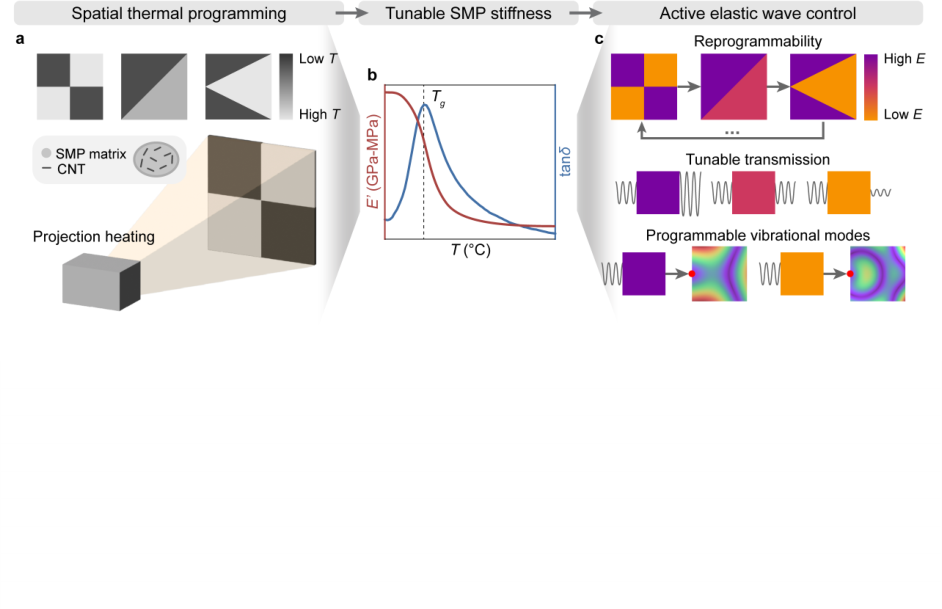 Spatial thermal programming
Tunable SMP stiffness
Active elastic wave control
a
Low T
High T
SMP matrix
CNT
Projection heating
b
Tg
E' (GPa-MPa)
tanδ
T (°C)
c
Reprogrammability
High E
Low E
...
Tunable transmission
Programmable vibrational modes